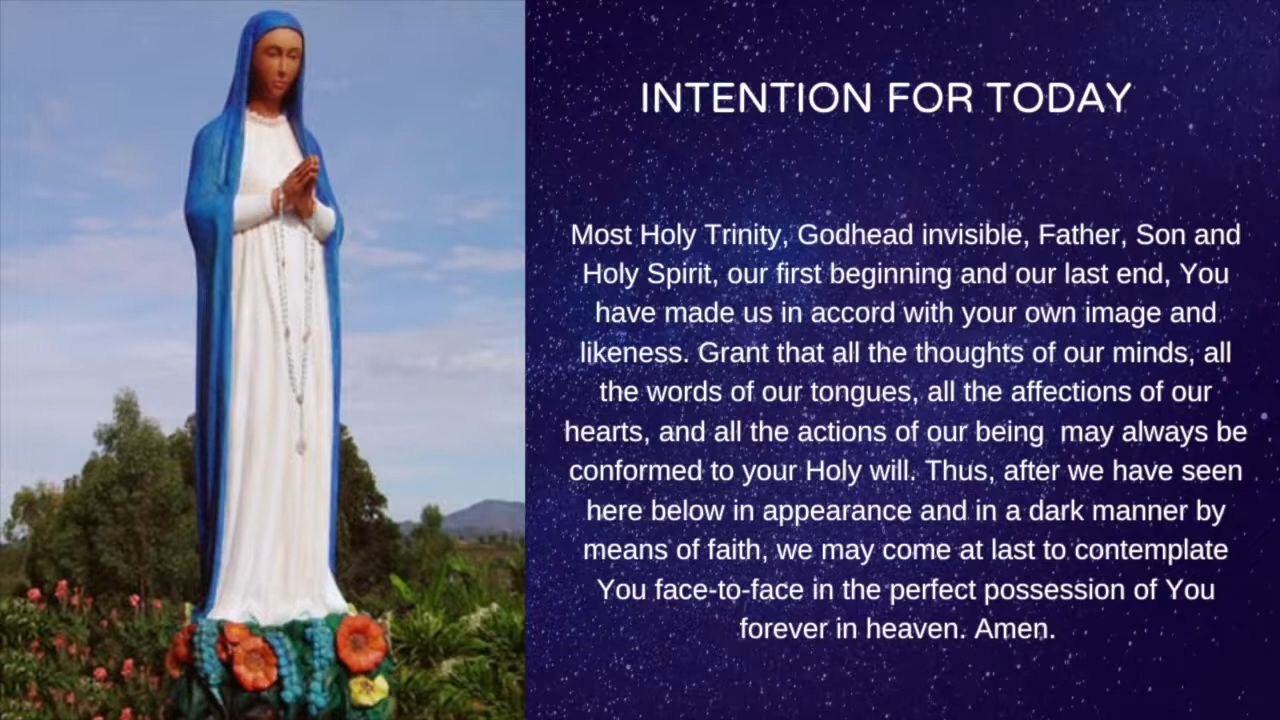 INTENTION FOR TODAY
Most Holy Trinity, Godhead invisible, Father, Son and
Holy Spirit, our first beginning and our last end, You
have made us in accord with your own image and
likeness. Grant that all the thoughts of our minds, all
the words of our tongues, all the affections of our
hearts, and all the actions of our being  may always be
conformed to your Holy will. Thus, after we have seen
here below in appearance and in a dark manner by
means of faith, we may come at last to contemplate
You face-to-face in the perfect possession of You
forever in heaven. Amen.